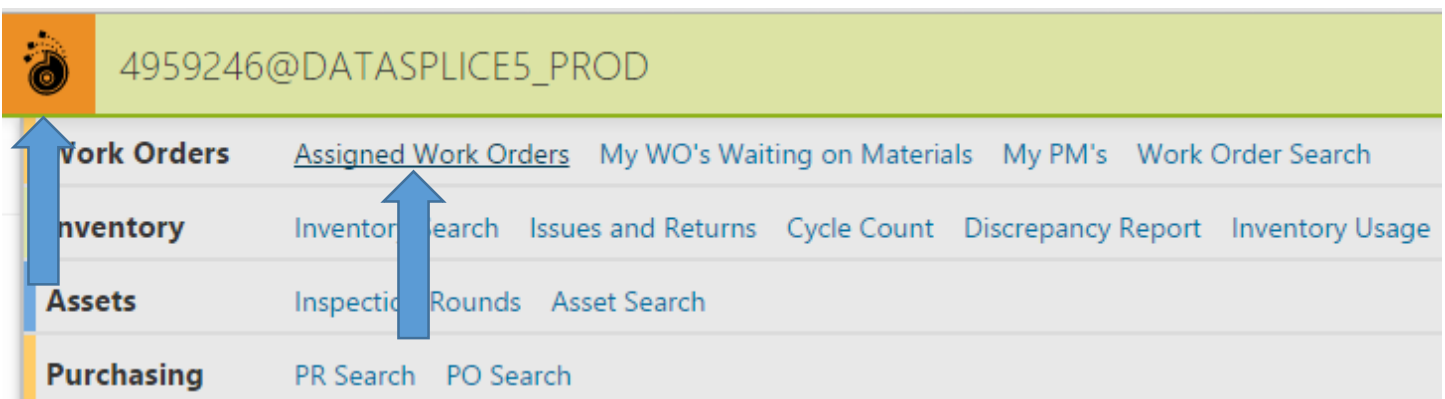 4959246@DATASPLICE5_PROD
Work Orders Assigned Work Orders My WO's Waiting on Materials My PM's Work Order Search
Inventory Inventory Search Issues and Returns Cycle Count Discrepancy Report Inventory Usage
Assets Inspection Rounds Asset Search
Purchasing PR Search PO Search